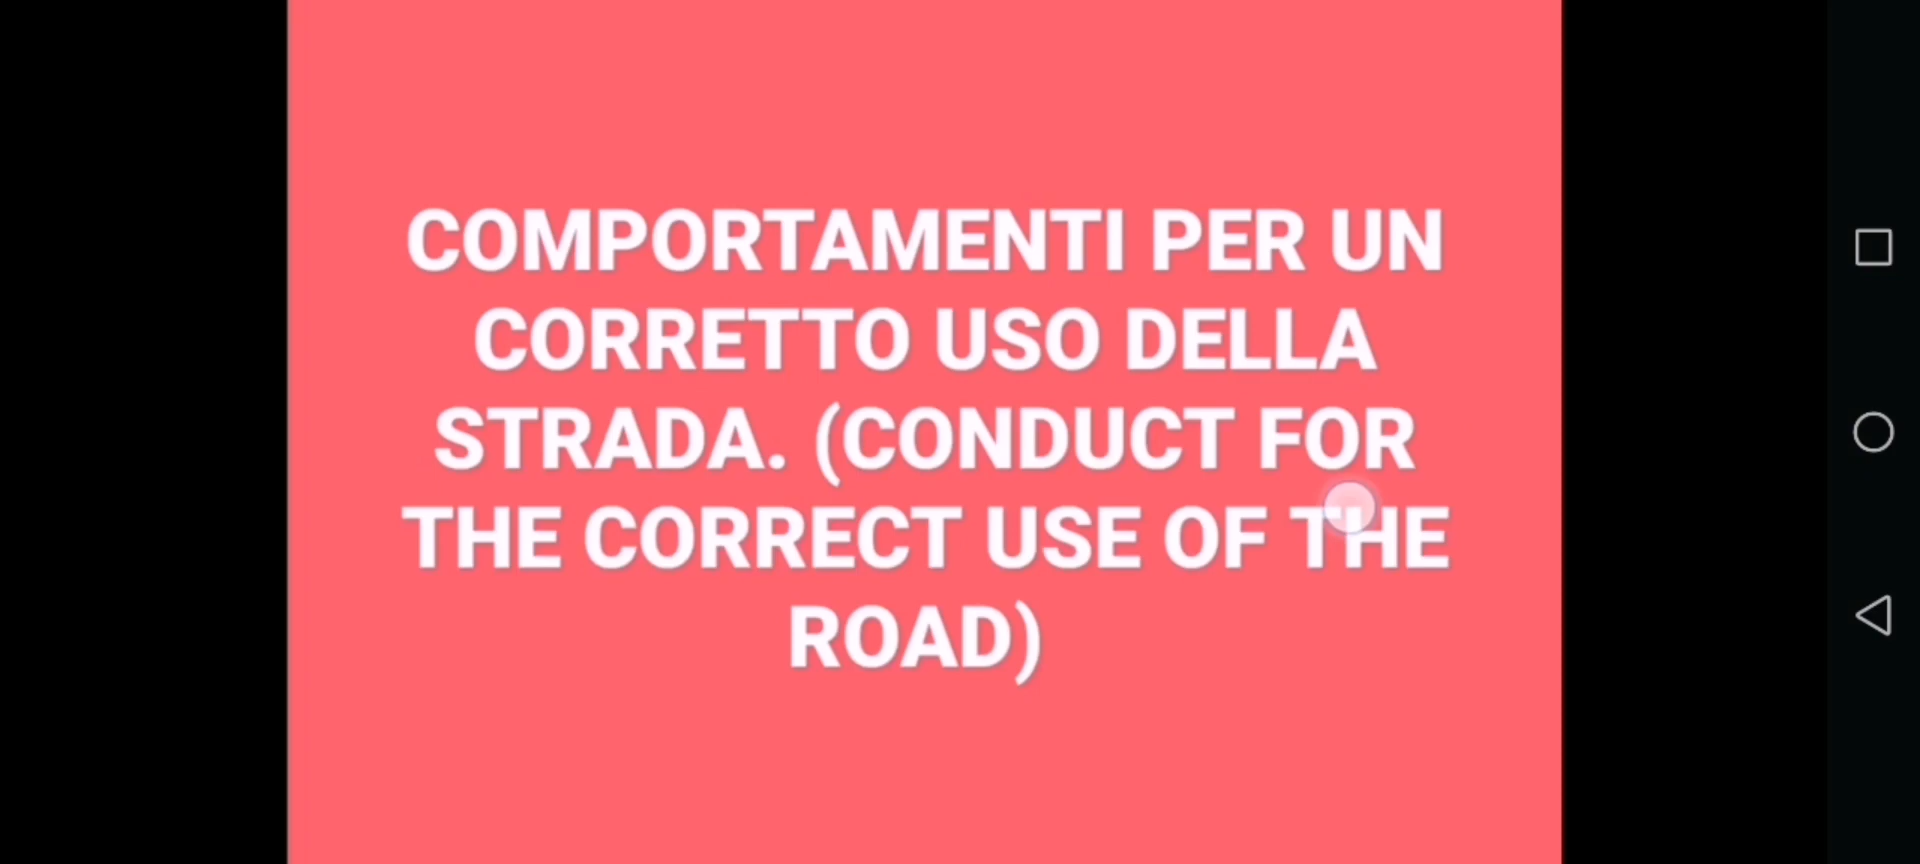 COMPORTAMENTI PER UN
CORRETTO USO DELLA
STRADA. (CONDUCT FOR
THE CORRECT USE OF THE
ROAD)